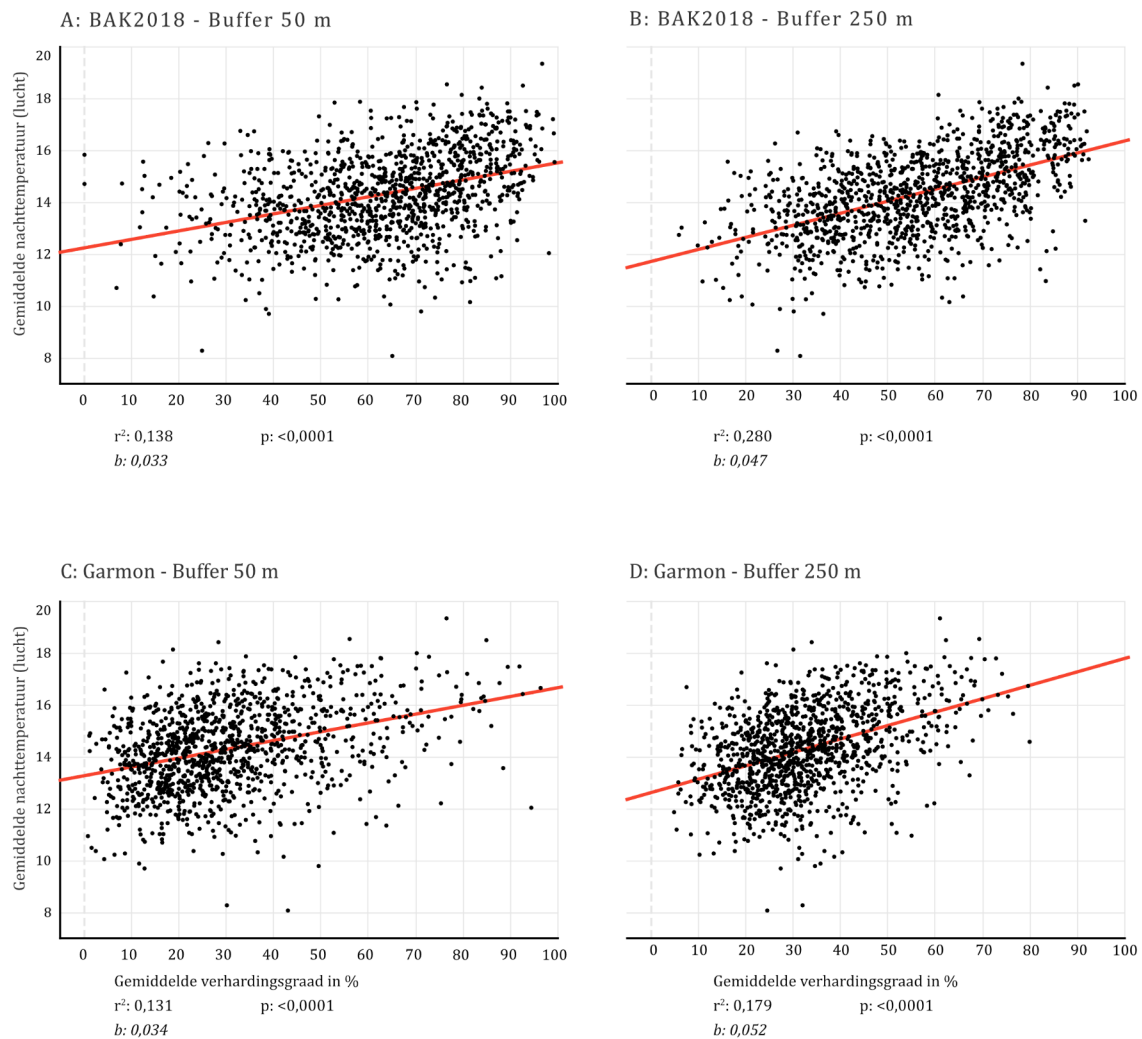 A: BAK2018 - Buffer 50 m
B: BAK2018 - Buffer 250 m
Gemiddelde nachttemperatuur (lucht)
20
18
16
14
12
10
8
0 10 20 30 40 50 60 70 80 90 100
0 10 20 30 40 50 60 70 80 90 100
r²: 0,138 p: <0,0001
b: 0,033
r²: 0,280 p: <0,0001
b: 0,047
C: Garmon - Buffer 50 m
D: Garmon - Buffer 250 m
Gemiddelde nachttemperatuur (lucht)
20
18
16
14
12
10
8
0 10 20 30 40 50 60 70 80 90 100
0 10 20 30 40 50 60 70 80 90 100
Gemiddelde verhardingsgraad in %
r²: 0,131 p: <0,0001
b: 0,034
Gemiddelde verhardingsgraad in %
r²: 0,179 p: <0,0001
b: 0,052